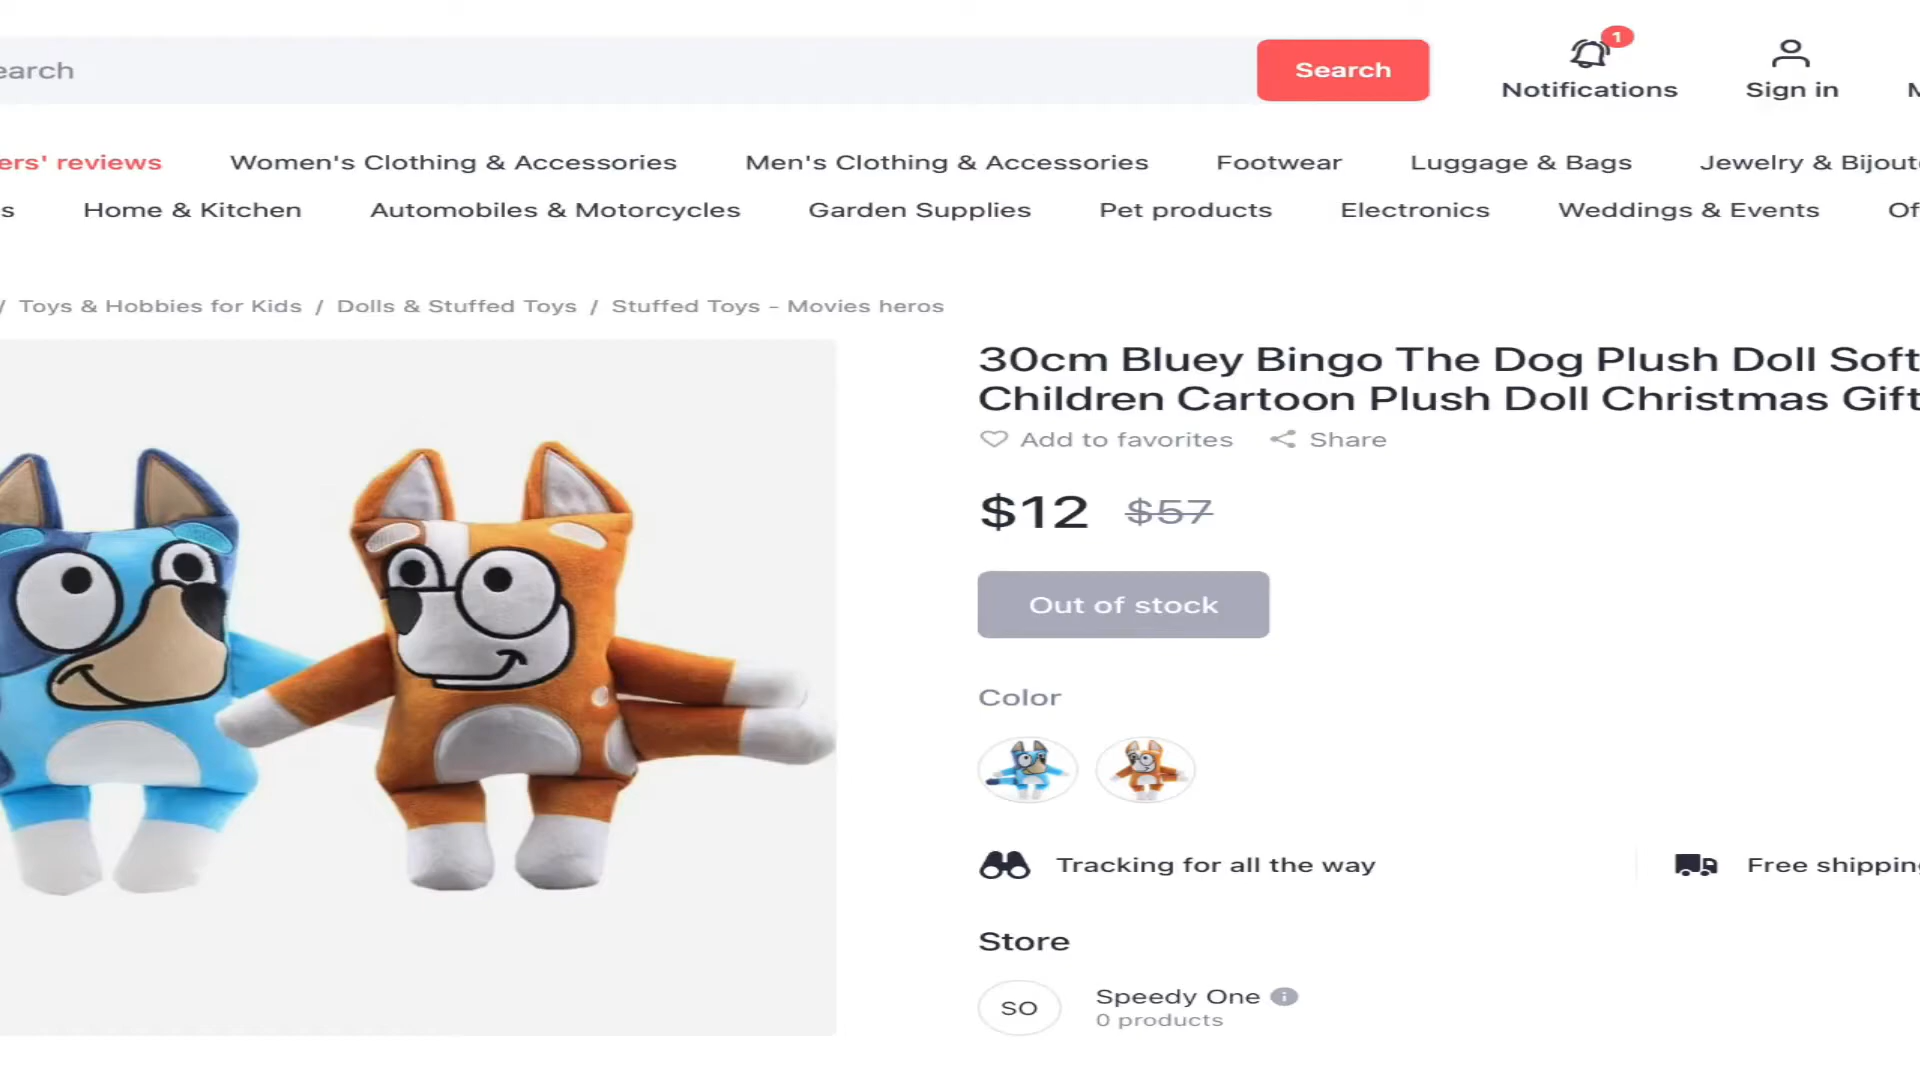 earch
Search
1
Notifications
Sign in
ers' reviews
Women's Clothing & Accessories
Men's Clothing & Accessories
Footwear
Luggage & Bags
Jewelry & Bijout
s
Home & Kitchen
Automobiles & Motorcycles
Garden Supplies
Pet products
Electronics
Weddings & Events
Of
/ Toys & Hobbies for Kids / Dolls & Stuffed Toys / Stuffed Toys - Movies heros
30cm Bluey Bingo The Dog Plush Doll Soft
Children Cartoon Plush Doll Christmas Gift
Add to favorites
Share
$12 $57
Out of stock
Color
Tracking for all the way
Free shipping
Store
SO
Speedy One
0 products